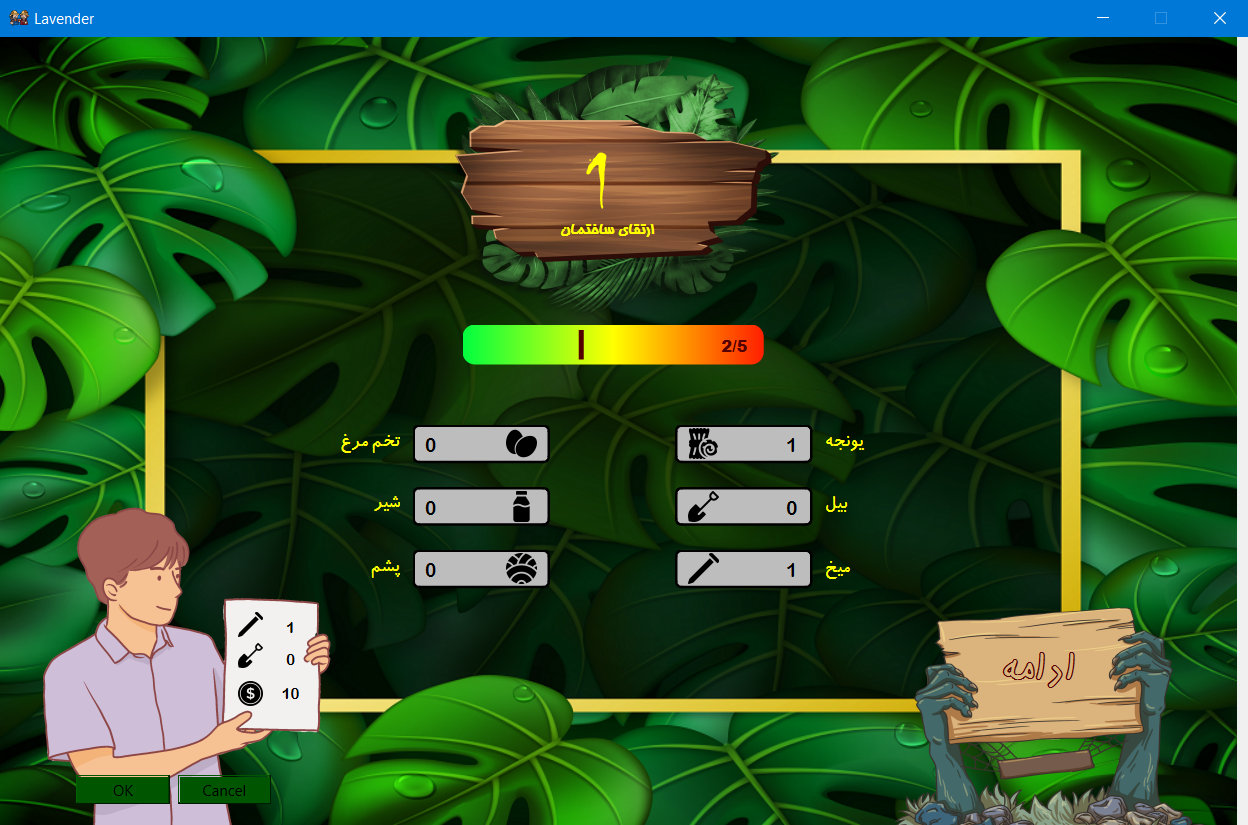 Lavender
۱
ارتقای ساختمان
2/5
یونجه 1
0 تخم مرغ
بیل 0
0 شیر
میخ 1
0 پشم
1
0
$ 10
ادامه
OK Cancel